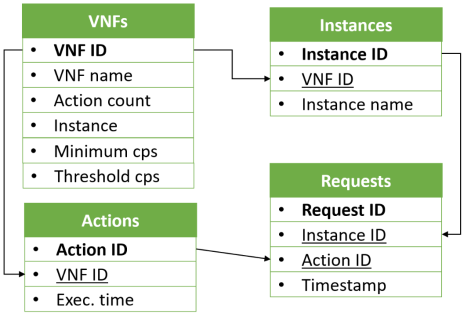 VNFs
• VNF ID
• VNF name
• Action count
• Instance
• Minimum cps
• Threshold cps
Instances
• Instance ID
• VNF ID
• Instance name
Actions
• Action ID
• VNF ID
• Exec. time
Requests
• Request ID
• Instance ID
• Action ID
• Timestamp